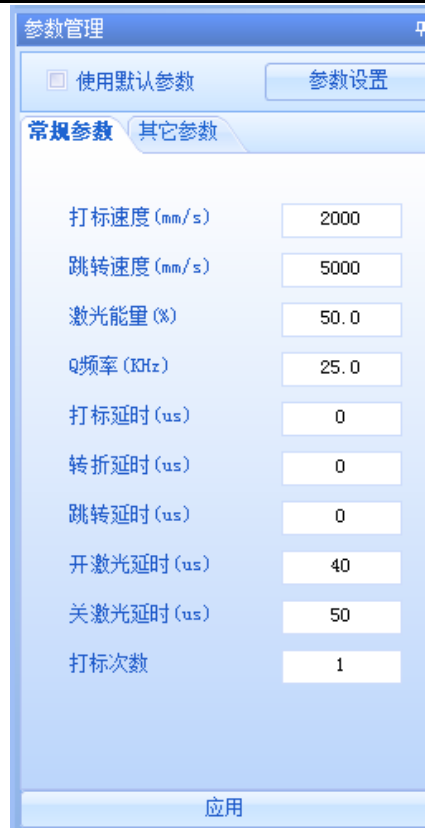 参数管理
使用默认参数 参数设置
常规参数 其它参数
打标速度(mm/s) 2000
跳转速度(mm/s) 5000
激光能量(%) 50.0
Q频率(KHz) 25.0
打标延时(us) 0
转折延时(us) 0
跳转延时(us) 0
开激光延时(us) 40
关激光延时(us) 50
打标次数 1
应用